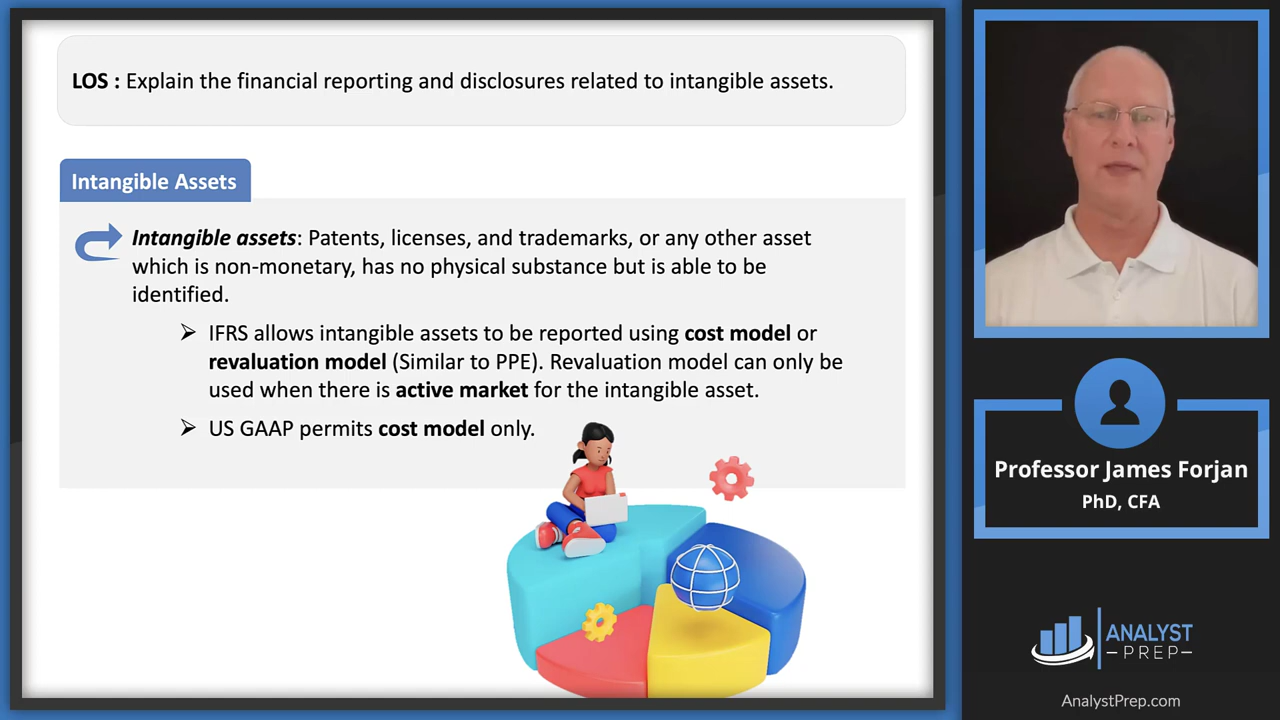 LOS : Explain the financial reporting and disclosures related to intangible assets.
Intangible Assets
Intangible assets: Patents, licenses, and trademarks, or any other asset
which is non-monetary, has no physical substance but is able to be
identified.
➢ IFRS allows intangible assets to be reported using cost model or
revaluation model (Similar to PPE). Revaluation model can only be
used when there is active market for the intangible asset.
➢ US GAAP permits cost model only.
Professor James Forjan
PhD, CFA
ANALYST
PREP
AnalystPrep.com